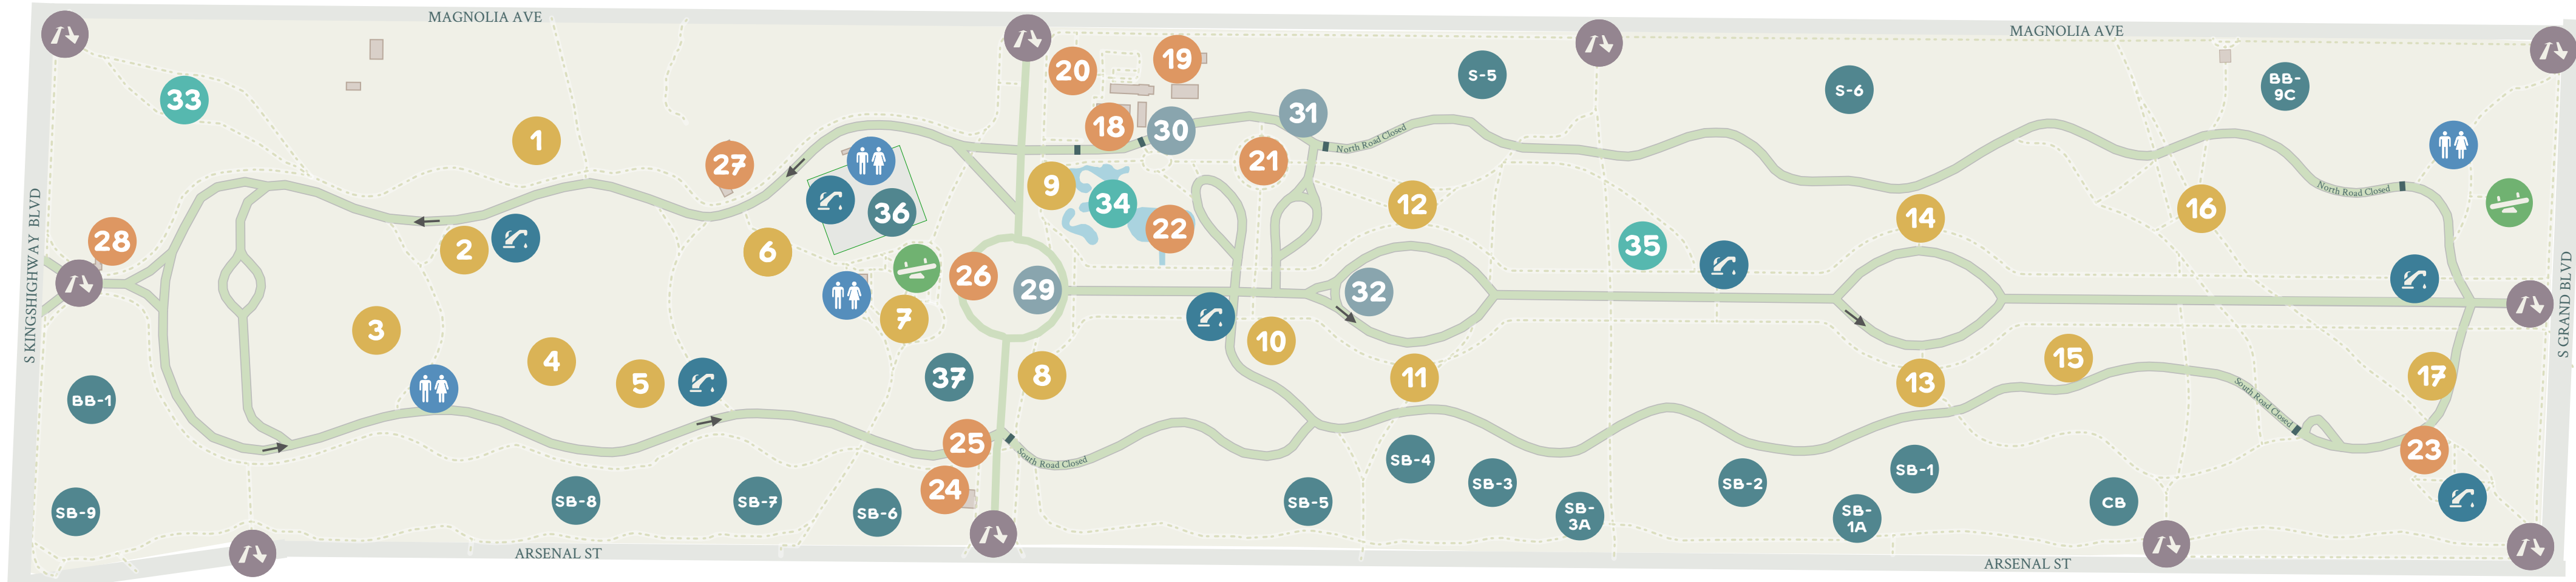 MAGNOLIA AVE
MAGNOLIA AVE
19
20
S-5
S-6
BB-
9C
33
31
18
30
1
North Road Closed
21
27
9
North Road Closed
34
12
16
36
14
22
28
35
2
6
26
29
32
S KINGSHIGHWAY BLVD
S GRAND BLVD
7
3
10
15
4
8
37
11
17
5
13
BB-1
South Road Closed
25
23
South Road Closed
SB-4
SB-1
SB-3
SB-2
24
SB-8
SB-7
SB-5
CB
SB-9
SB-6
SB-
3A
SB-
1A
ARSENAL ST
ARSENAL ST